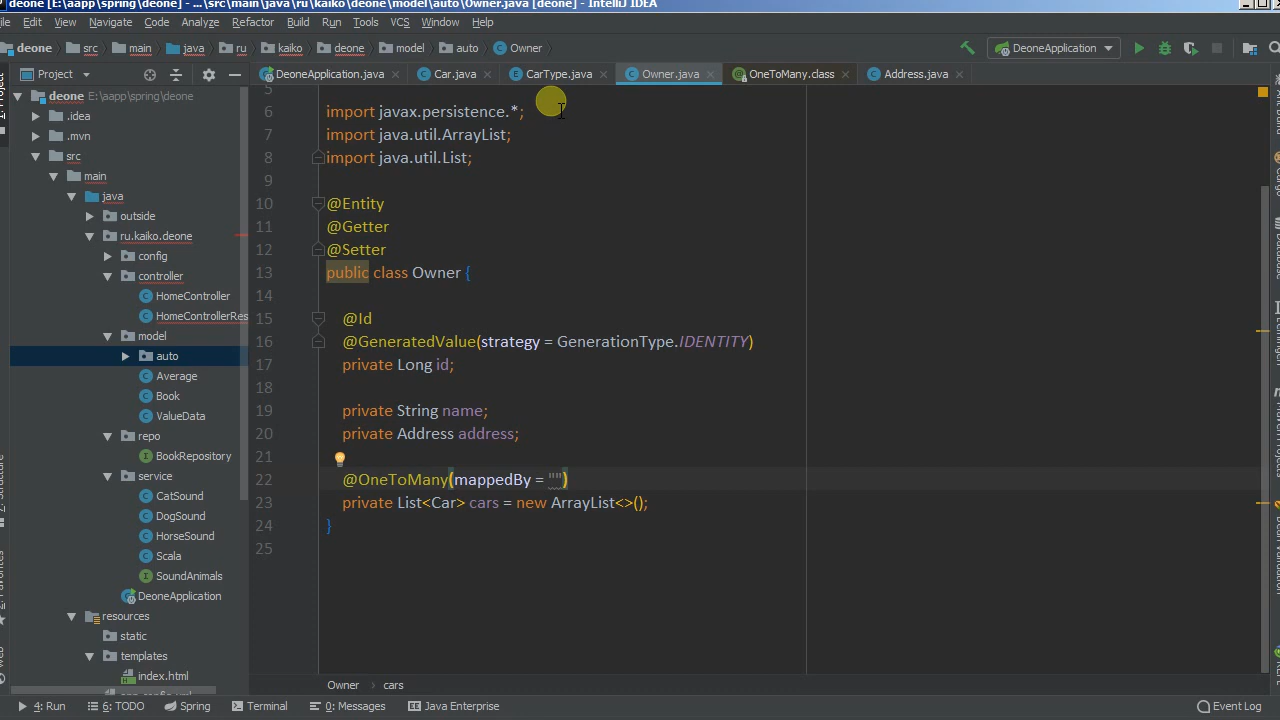 deone [E:\aapp\spring\deone] - ...\src\main\java\ru\kaiko\deone\model\auto\Owner.java [deone] - IntelliJ IDEA
Edit View Navigate Code Analyze Refactor Build Run Tools VCS Window Help
deone src main java ru kaiko deone model auto Owner DeoneApplication
Project DeoneApplication.java Car.java CarType.java Owner.java OneToMany.class Address.java
deone E:\aapp\spring\deone
.idea
.mvn
src
main
java
outside
ru.kaiko.deone
config
controller
HomeController
HomeControllerRes
model
auto
Average
Book
ValueData
repo
BookRepository
service
CatSound
DogSound
HorseSound
Scala
SoundAnimals
DeoneApplication
resources
static
templates
index.html
5
6 import javax.persistence.*;
7 import java.util.ArrayList;
8 import java.util.List;
9
10 @Entity
11 @Getter
12 @Setter
13 public class Owner {
14
15 @Id
16 @GeneratedValue(strategy = GenerationType.IDENTITY)
17 private Long id;
18
19 private String name;
20 private Address address;
21
22 @OneToMany(mappedBy = "")
23 private List<Car> cars = new ArrayList<>();
24 }
25
Owner cars
4: Run 6: TODO Spring Terminal 0: Messages Java Enterprise Event Log